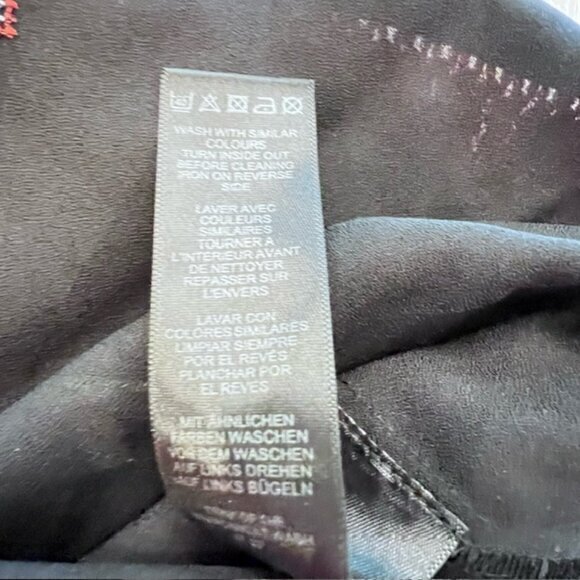 40
WASH WITH SIMILAR
COLOURS
TURN INSIDE OUT
BEFORE CLEANING
IRON ON REVERSE
SIDE
LAVER AVEC
COULEURS
SIMILAIRES
TOURNER A
L'INTERIEUR AVANT
DE NETTOYER
REPASSER SUR
L'ENVERS
LAVAR CON
COLORES SIMILARES
LIMPIAR SIEMPRE
POR EL REVÉS
PLANCHAR POR
EL REVES
MIT ÄHNLICHEN
FARBEN WASCHEN
VOR DEM WASCHEN
AUF LINKS DREHEN
AUF LINKS BÜGELN